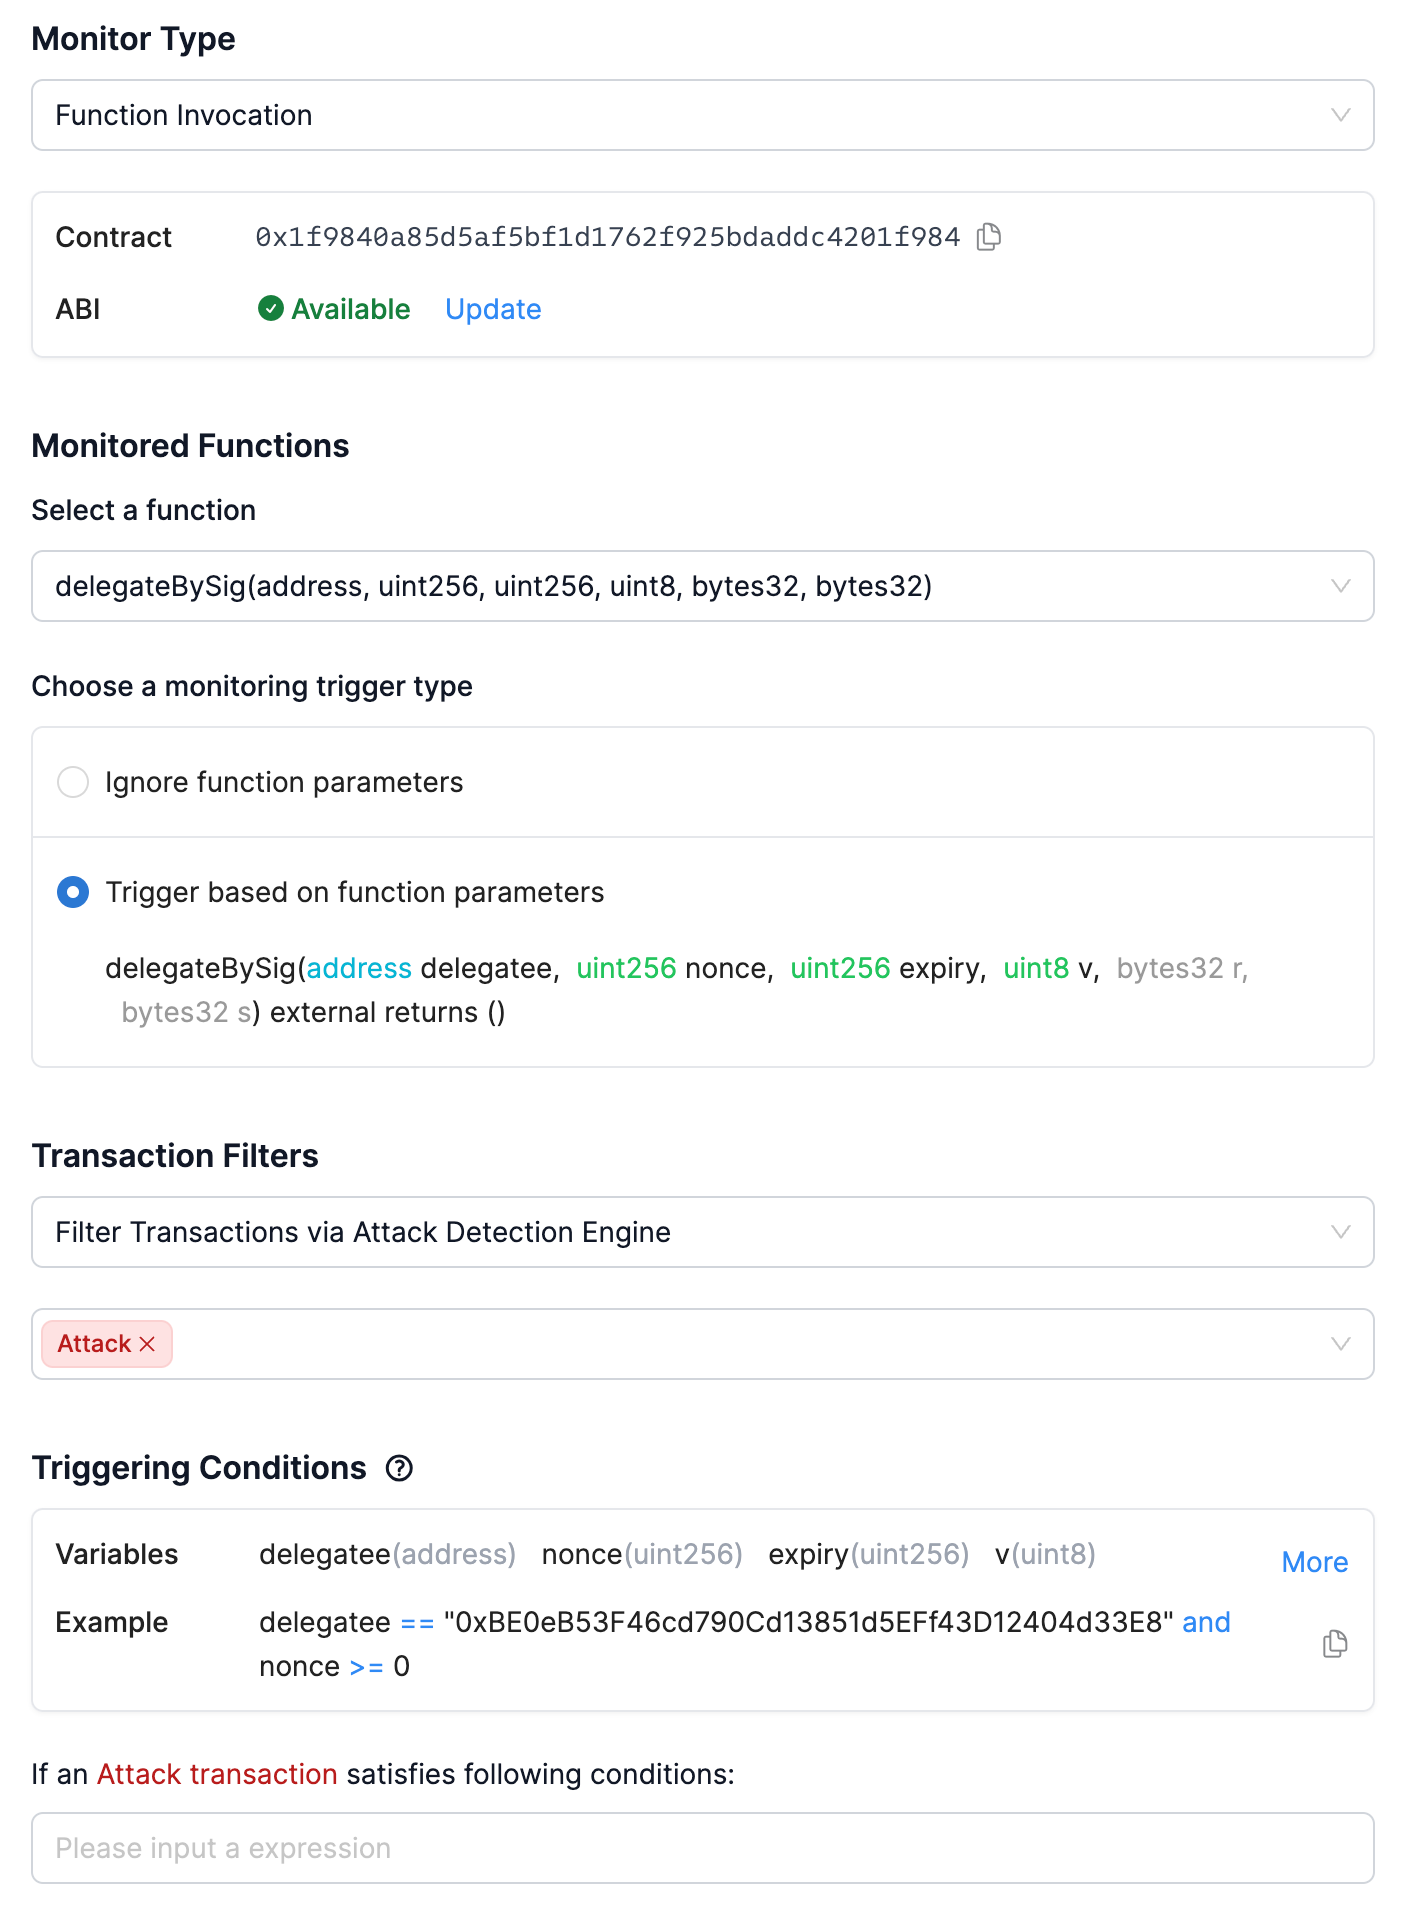 Monitor Type
Function Invocation
Contract 0x1f9840a85d5af5bf1d1762f925bdaddc4201f984
ABI Available Update
Monitored Functions
Select a function
delegateBySig(address, uint256, uint256, uint8, bytes32, bytes32)
Choose a monitoring trigger type
Ignore function parameters
Trigger based on function parameters
delegateBySig(address delegatee, uint256 nonce, uint256 expiry, uint8 v, bytes32 r,
bytes32 s) external returns ()
Transaction Filters
Filter Transactions via Attack Detection Engine
Attack
Triggering Conditions
Variables delegatee(address) nonce(uint256) expiry(uint256) v(uint8) More
Example delegatee == "0xBE0eB53F46cd790Cd13851d5EFf43D12404d33E8" and
nonce >= 0
If an Attack transaction satisfies following conditions:
Please input a expression